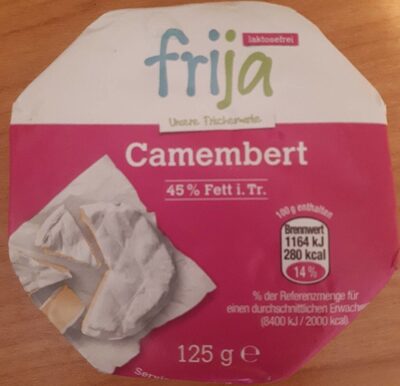 laktosefrei
frija
Unsere Frischemarke
Camembert
45% Fett i. Tr.
100 g enthalten
Brennwert
1164 kJ
280 kcal
14%
% der Referenzmenge für
einen durchschnittlichen
(8400 kJ / 2000 kcal)
125 g e